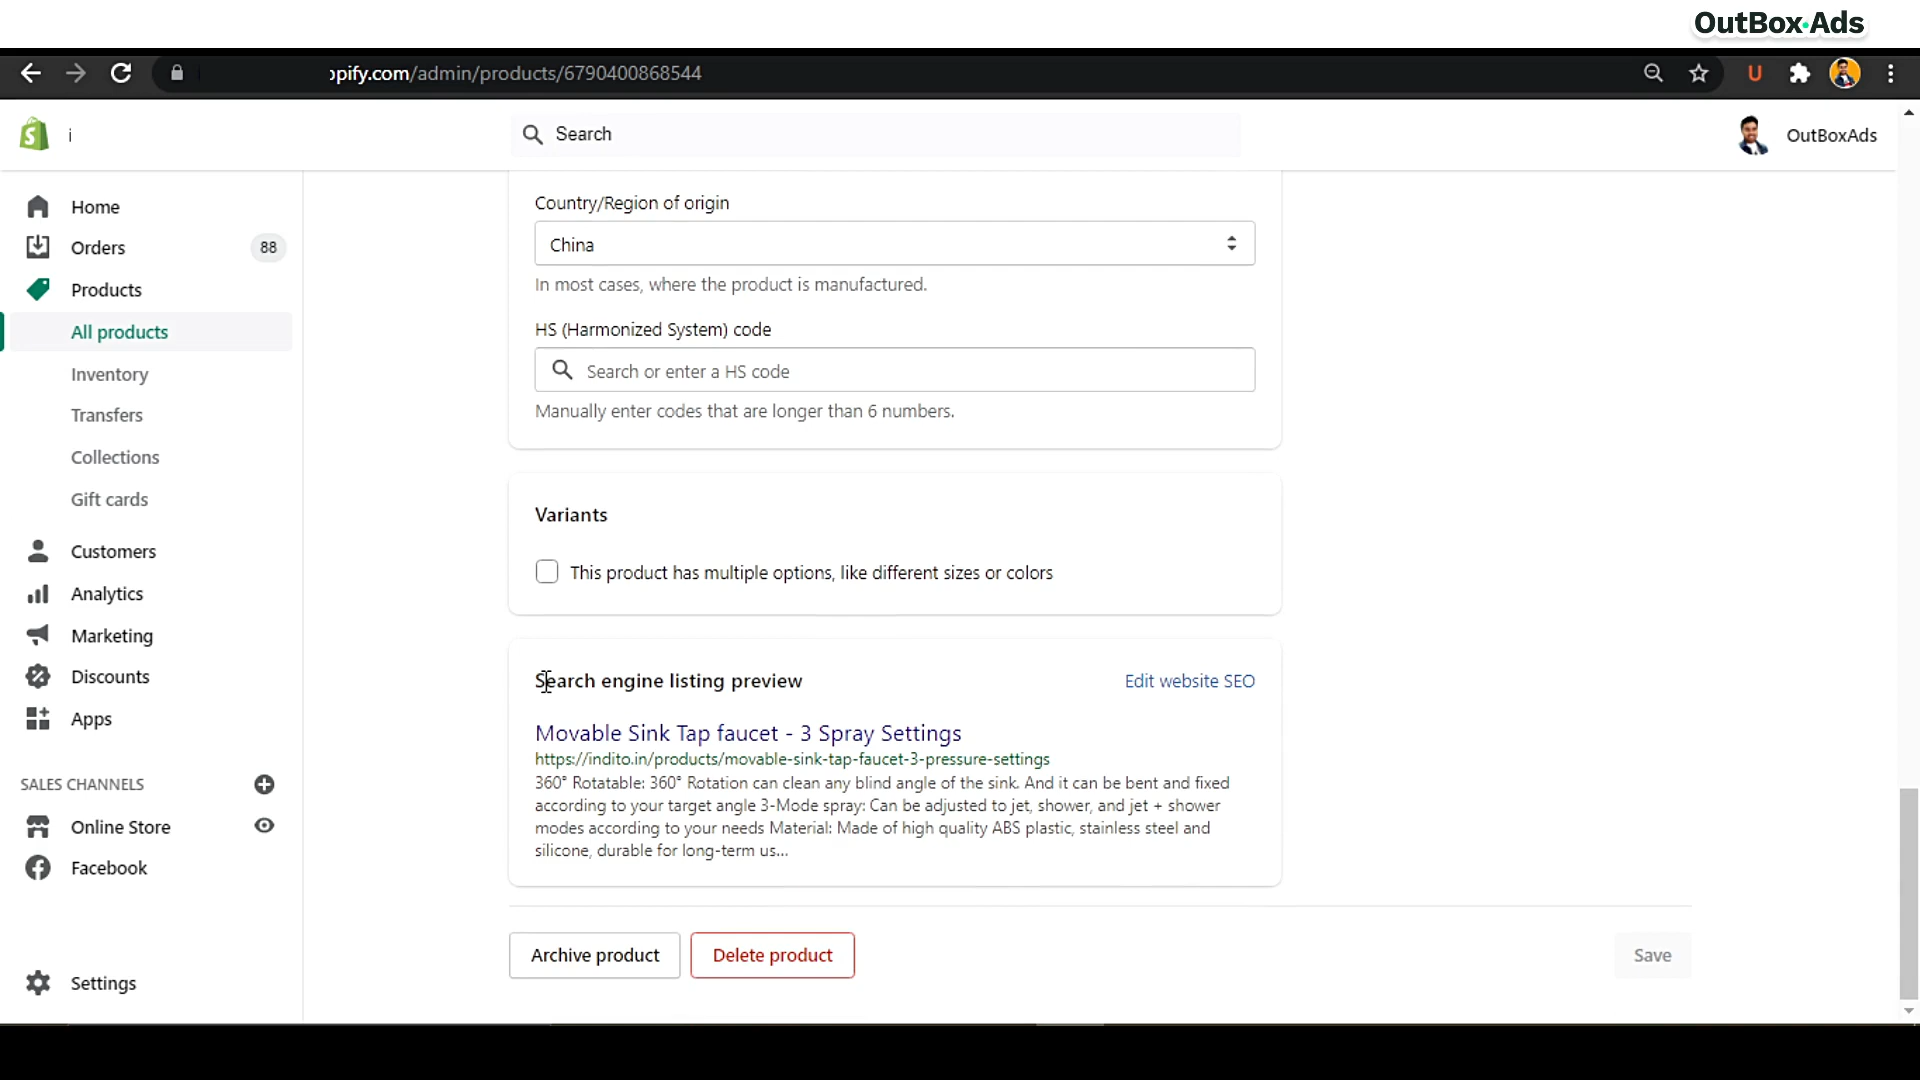 OutBox Ads
opify.com/admin/products/6790400868544
U
i
Search
OutBoxAds
Home
Orders
88
Products
All products
Inventory
Transfers
Collections
Gift cards
Customers
Analytics
Marketing
Discounts
Apps
SALES CHANNELS
Online Store
Facebook
Settings
Country/Region of origin
China
In most cases, where the product is manufactured.
HS (Harmonized System) code
Search or enter a HS code
Manually enter codes that are longer than 6 numbers.
Variants
This product has multiple options, like different sizes or colors
Search engine listing preview
Edit website SEO
Movable Sink Tap faucet - 3 Spray Settings
https://indito.in/products/movable-sink-tap-faucet-3-pressure-settings
360° Rotatable: 360° Rotation can clean any blind angle of the sink. And it can be bent and fixed
according to your target angle 3-Mode spray: Can be adjusted to jet, shower, and jet + shower
modes according to your needs Material: Made of high quality ABS plastic, stainless steel and
silicone, durable for long-term us...
Archive product
Delete product
Save